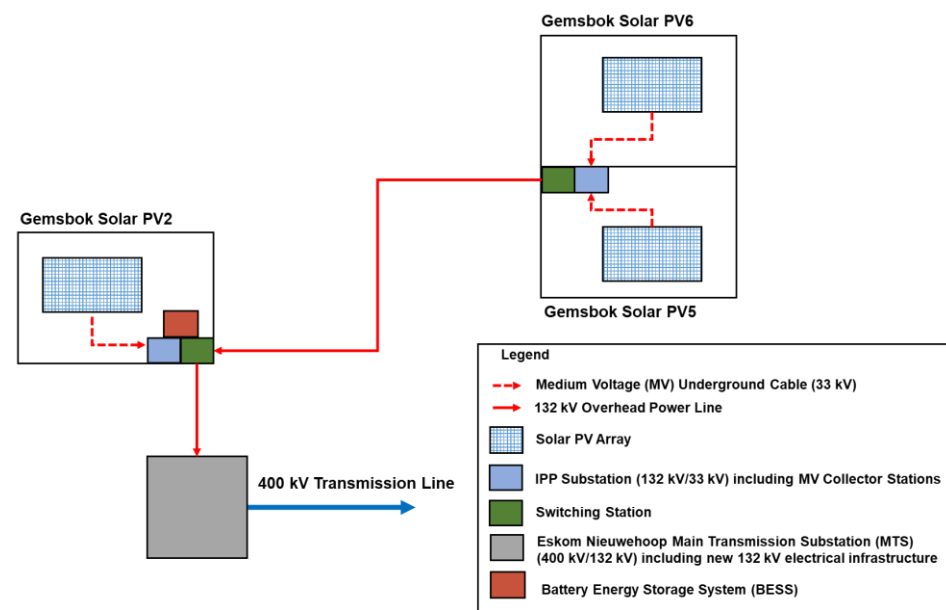 Gemsbok Solar PV6
Gemsbok Solar PV2
Gemsbok Solar PV5
400 kV Transmission Line
Legend
Medium Voltage (MV) Underground Cable (33 kV)
132 kV Overhead Power Line
Solar PV Array
IPP Substation (132 kV/33 kV) including MV Collector Stations
Switching Station
Eskom Nieuwehoop Main Transmission Substation (MTS)
(400 kV/132 kV) including new 132 kV electrical infrastructure
Battery Energy Storage System (BESS)